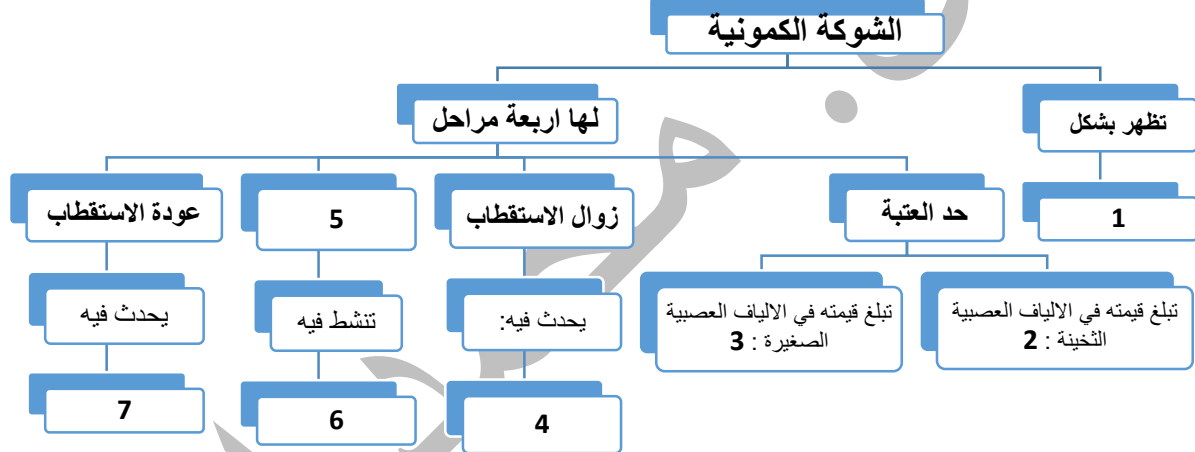 الشوكة الكمونية
تظهر بشكل
لها اربعة مراحل
1
حد العتبة
زوال الاستقطاب
5
عودة الاستقطاب
تبلغ قيمته في الالياف العصبية
الثخينة : 2
تبلغ قيمته في الالياف العصبية
الصغيرة : 3
يحدث فيه:
تنشط فيه
يحدث فيه
4
6
7